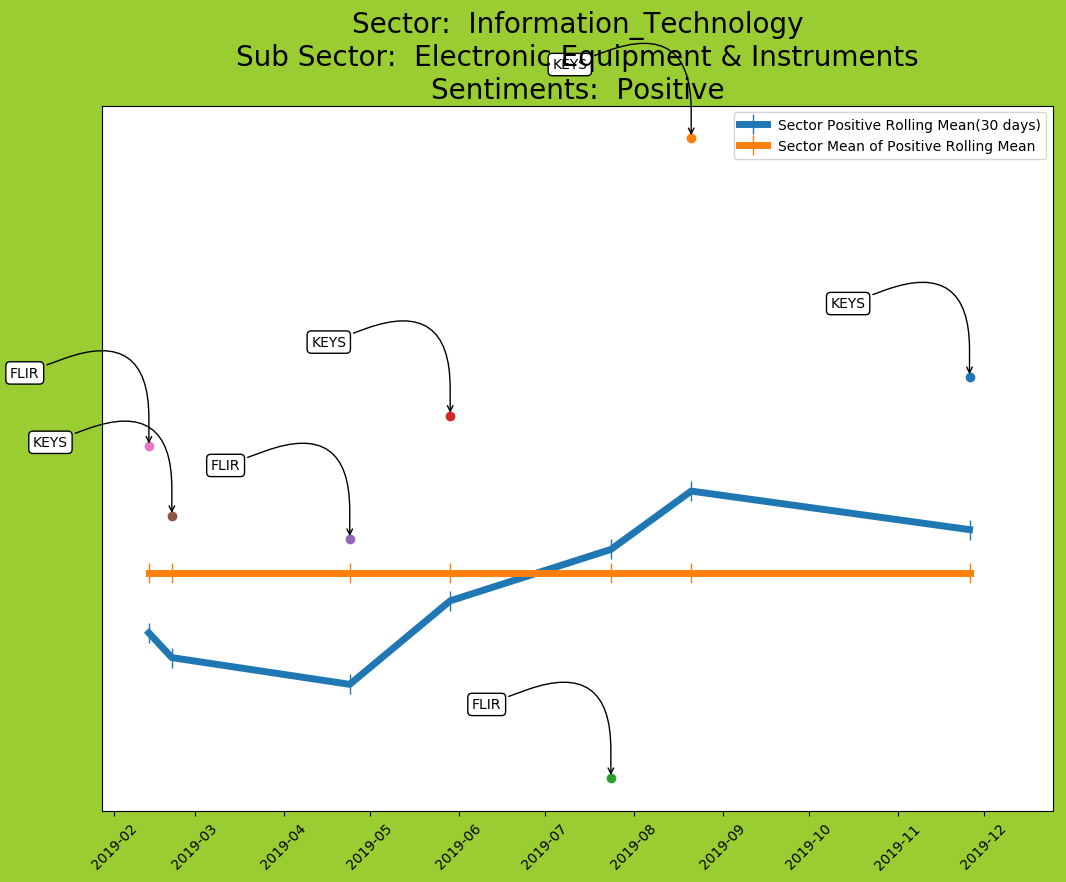 Sector:  Information_Technology
Sub Sector:  Electronic Equipment & Instruments
Sentiments:  Positive
KEYS
Sector Positive Rolling Mean(30 days)
Sector Mean of Positive Rolling Mean
KEYS
KEYS
FLIR
KEYS
FLIR
FLIR
2019-02
2019-03
2019-04
2019-05
2019-06
2019-07
2019-08
2019-09
2019-10
2019-11
2019-12